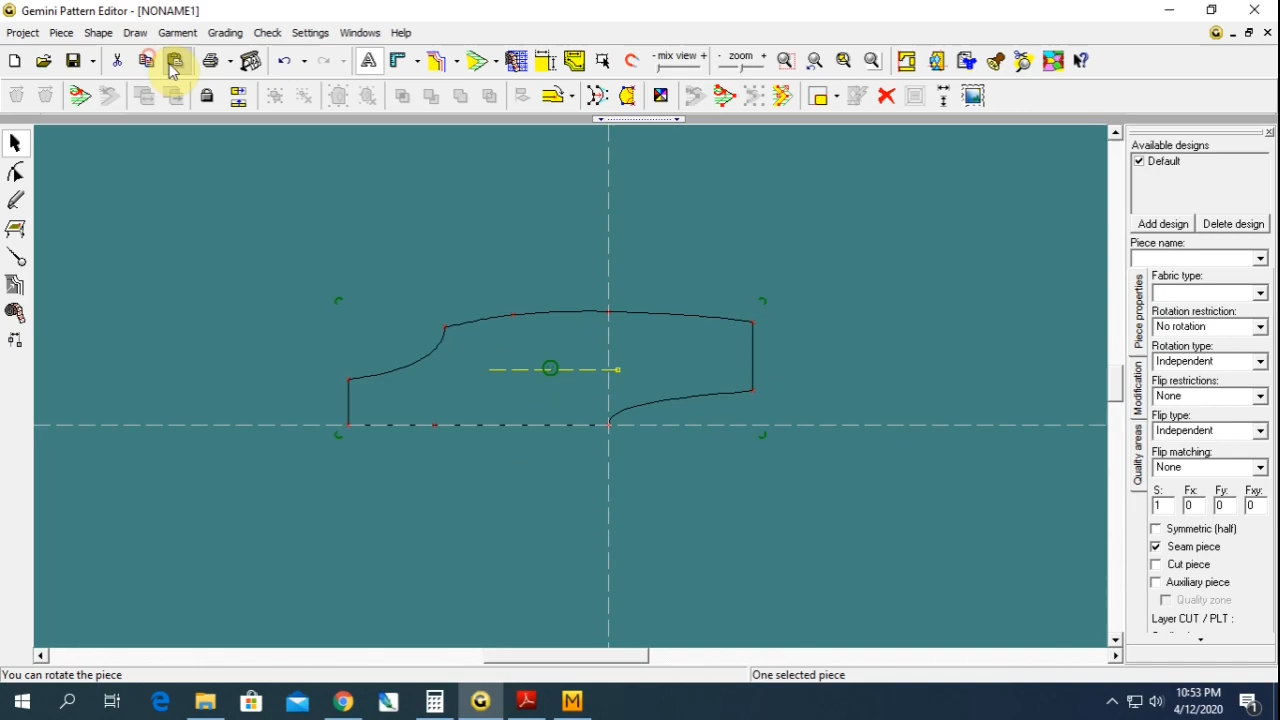 Gemini Pattern Editor - [NONAME1]
Project Piece Shape Draw Garment Grading Check Settings Windows Help
- mix view + - zoom +
Available designs
Default
Add design Delete design
Piece name:
Fabric type:
Rotation restriction:
No rotation
Rotation type:
Independent
Flip restrictions:
None
Flip type:
Independent
Flip matching:
None
S: Fx: Fy: Fxy:
1 0 0 0
Symmetric (half)
Seam piece
Cut piece
Auxiliary piece
Quality zone
Layer CUT / PLT :
Piece properties
Modification
Quality areas
You can rotate the piece
One selected piece
10:53 PM
4/12/2020